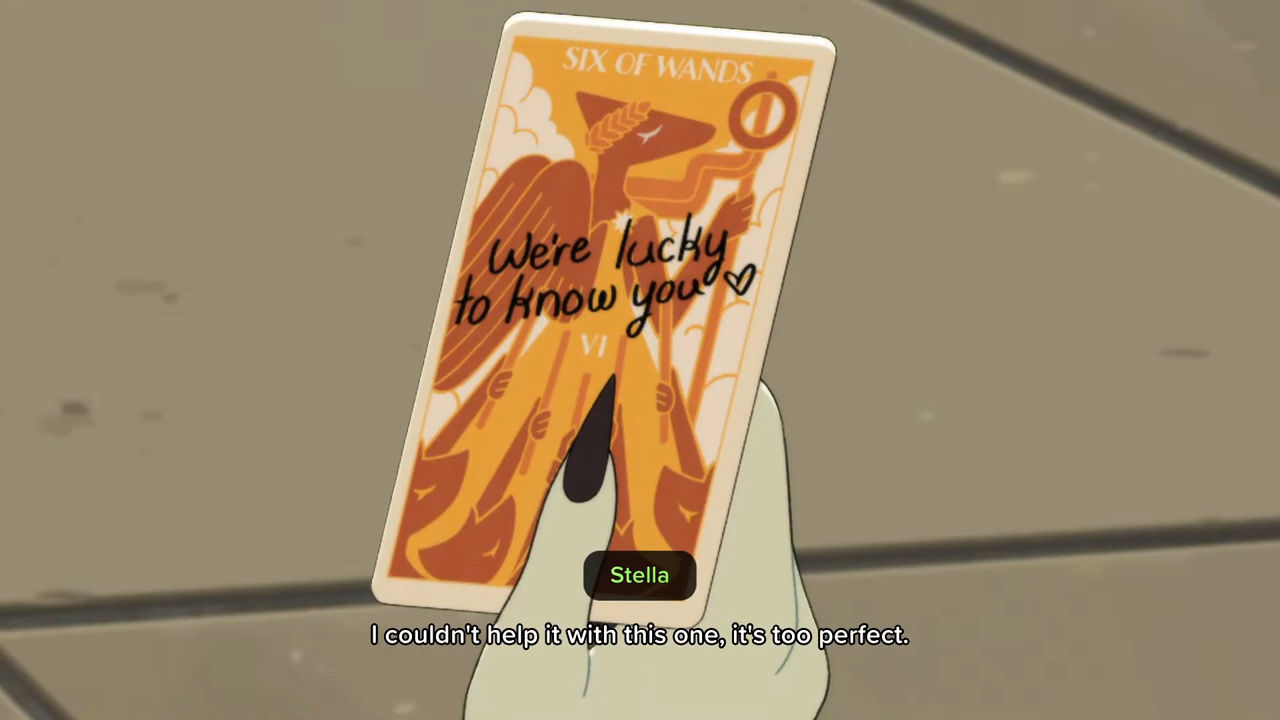 SIX OF WANDS
We're lucky
to know you
VI
Stella
I couldn't help it with this one, it's too perfect.